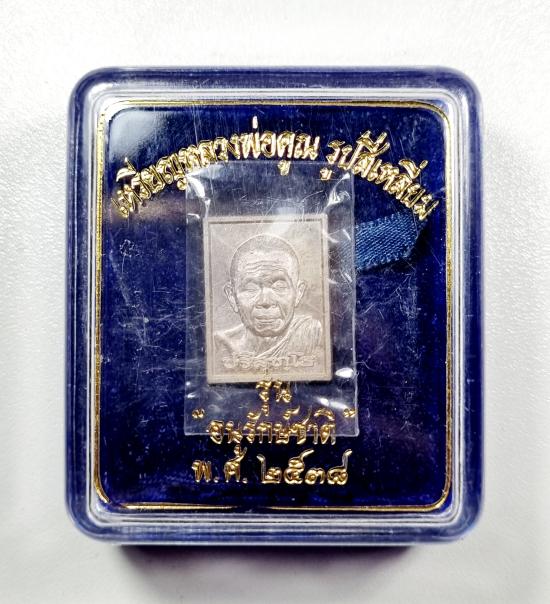 เหรียญหลวงพ่อคูณ รูปสี่เหลี่ยม
ปริสุทฺโธ
รุ่น
"อนุรักษ์ชาติ"
พ.ศ. ๒๕๓๘